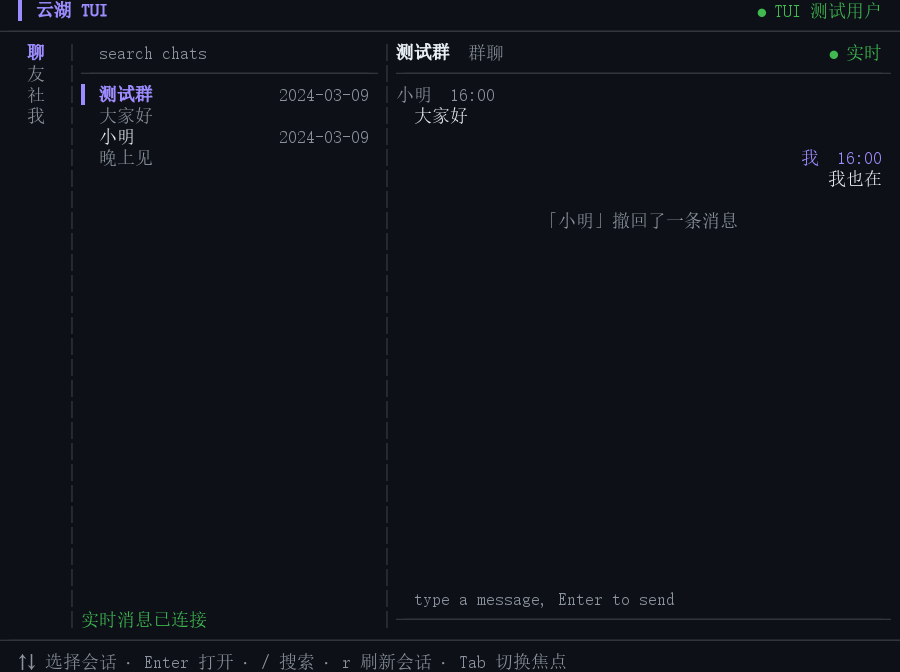 云湖 TUI
● TUI 测试用户
聊
友
社
我
search chats
测试群 2024-03-09
大家好
小明 2024-03-09
晚上见
实时消息已连接
测试群 群聊
● 实时
小明 16:00
大家好
我 16:00
我也在
「小明」撤回了一条消息
type a message, Enter to send
↑↓ 选择会话 · Enter 打开 · / 搜索 · r 刷新会话 · Tab 切换焦点